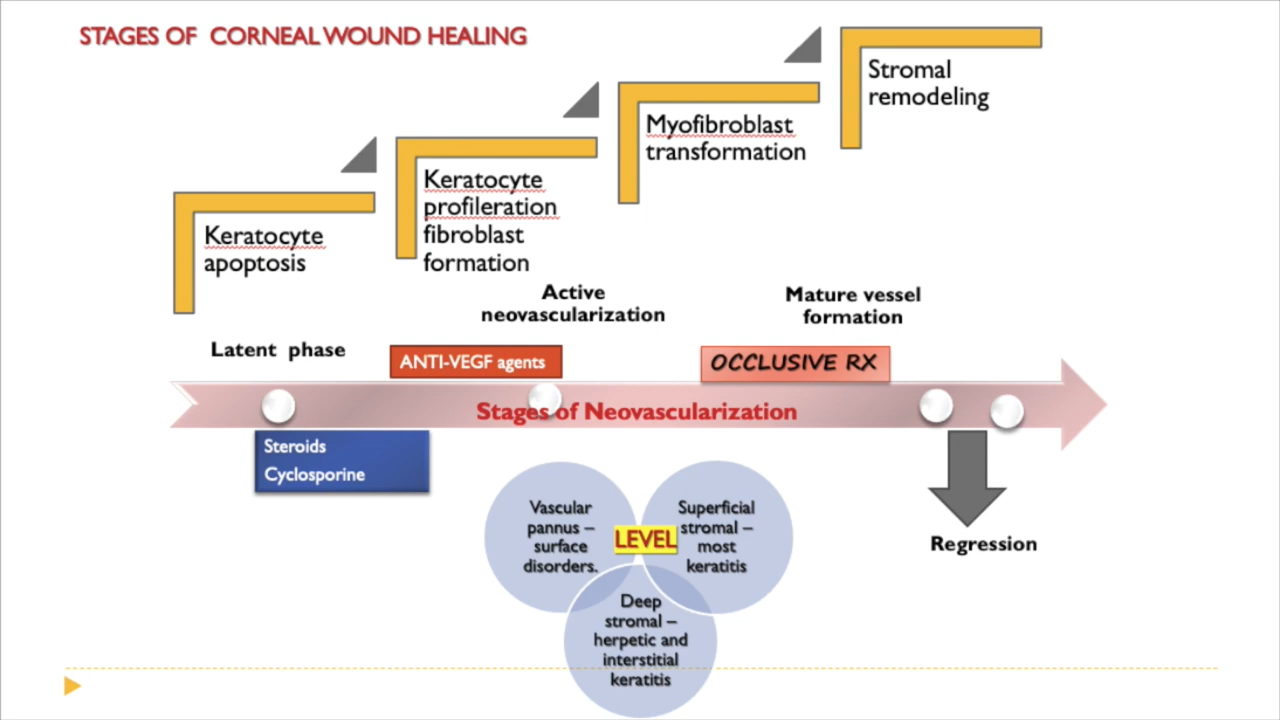 STAGES OF CORNEAL WOUND HEALING
Stromal
remodeling
Myofibroblast
transformation
Keratocyte
profileration
fibroblast
formation
Keratocyte
apoptosis
Active
neovascularization
Mature vessel
formation
Latent phase
ANTI-VEGF agents
OCCLUSIVE RX
Stages of Neovascularization
Steroids
Cyclosporine
Vascular
pannus –
surface
disorders.
LEVEL
Superficial
stromal –
most
keratitis
Deep
stromal –
herpetic and
interstitial
keratitis
Regression